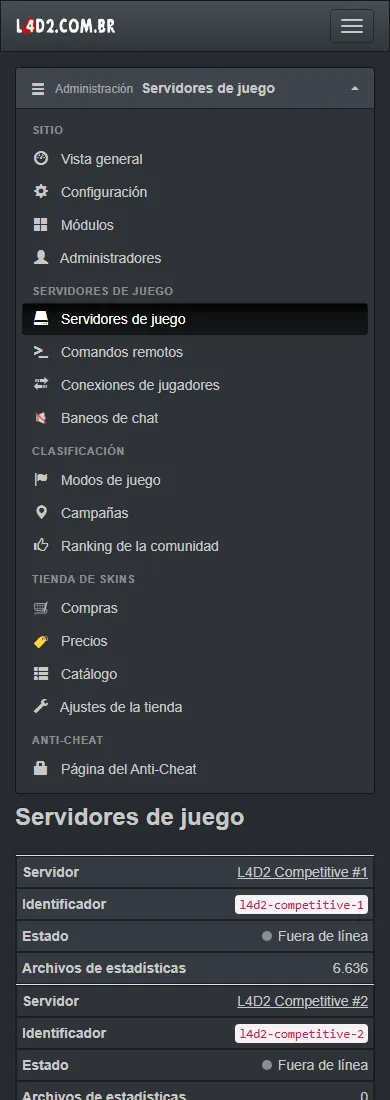 L4D2.COM.BR
Administración Servidores de juego
SITIO
Vista general
Configuración
Módulos
Administradores
SERVIDORES DE JUEGO
Servidores de juego
Comandos remotos
Conexiones de jugadores
Baneos de chat
CLASIFICACIÓN
Modos de juego
Campañas
Ranking de la comunidad
TIENDA DE SKINS
Compras
Precios
Catálogo
Ajustes de la tienda
ANTI-CHEAT
Página del Anti-Cheat
Servidores de juego
Servidor L4D2 Competitive #1
Identificador l4d2-competitive-1
Estado Fuera de línea
Archivos de estadísticas 6.636
Servidor L4D2 Competitive #2
Identificador l4d2-competitive-2
Estado Fuera de línea
Archivos de estadísticas 0